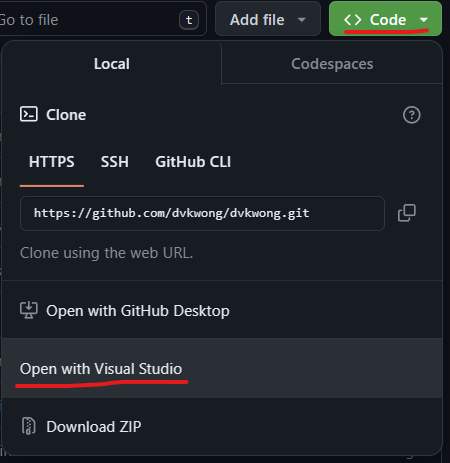 Go to file
t
Add file
<> Code
Local
Codespaces
Clone
?
HTTPS
SSH
GitHub CLI
https://github.com/dvkwong/dvkwong.git
Clone using the web URL.
Open with GitHub Desktop
Open with Visual Studio
Download ZIP